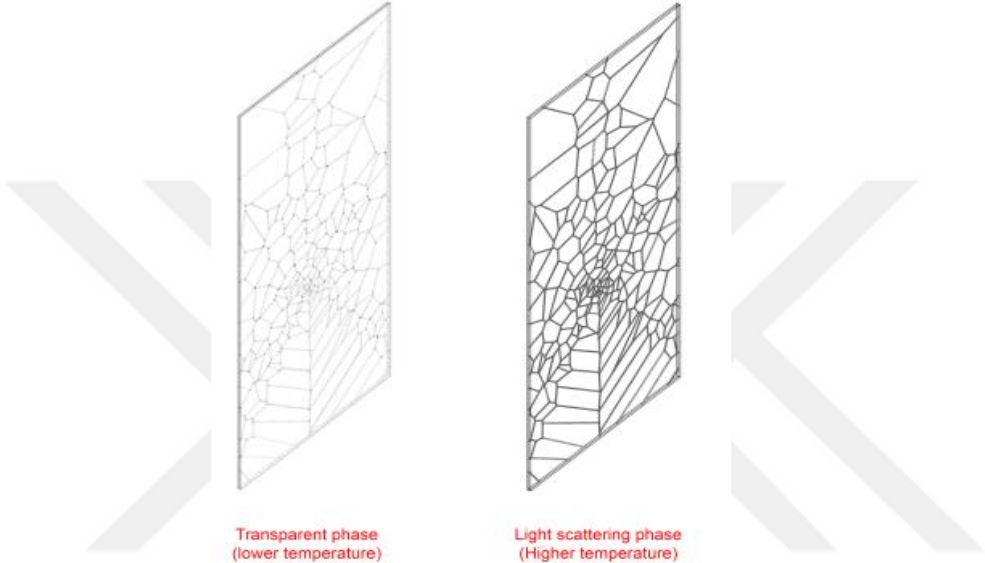 Transparent phase
(lower temperature)
Light scattering phase
(Higher temperature)